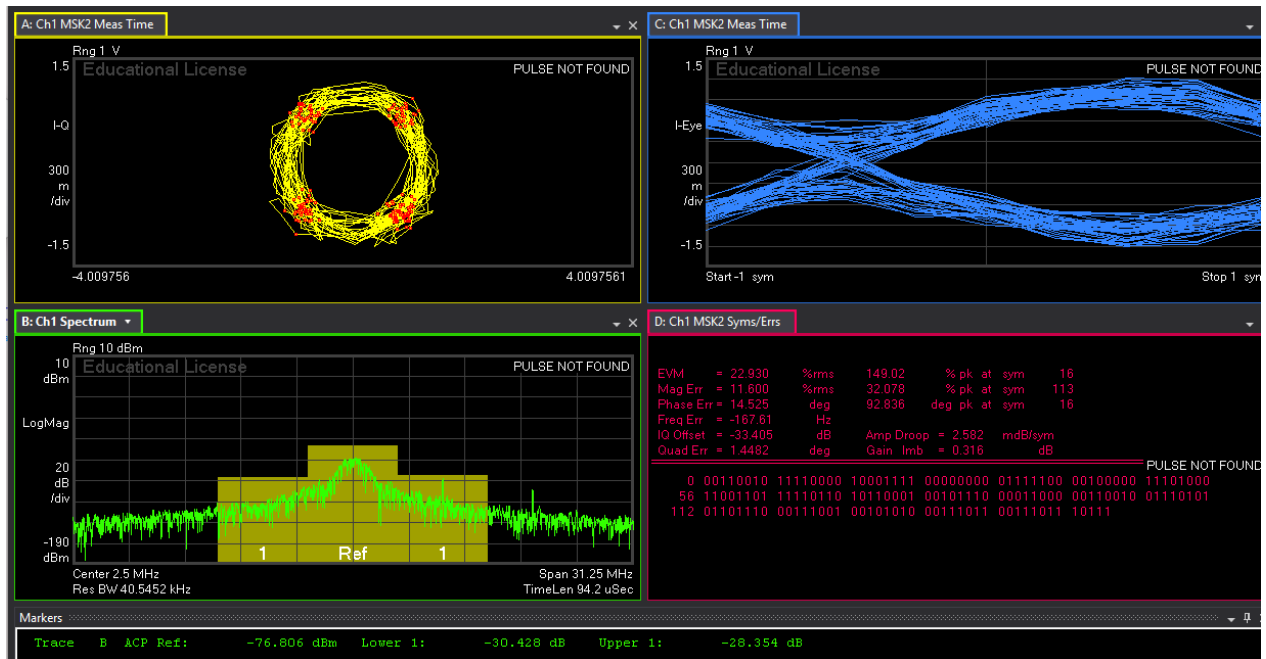 A: Ch1 MSK2 Meas Time
Rng 1 V
1.5 Educational License PULSE NOT FOUND
I-Q
300
m
/div
-1.5
-4.009756 4.0097561
C: Ch1 MSK2 Meas Time
Rng 1 V
1.5 Educational License PULSE NOT FOUND
I-Eye
300
m
/div
-1.5
Start -1 sym Stop 1 sym
B: Ch1 Spectrum
Rng 10 dBm
10 Educational License PULSE NOT FOUND
dBm
LogMag
20
dB
/div
-190
dBm
1 Ref 1
Center 2.5 MHz Span 31.25 MHz
Res BW 40.5452 kHz TimeLen 94.2 uSec
D: Ch1 MSK2 Syms/Errs
EVM = 22.930 %rms 149.02 % pk at sym 16
Mag Err = 11.600 %rms 32.078 % pk at sym 113
Phase Err = 14.525 deg 92.836 deg pk at sym 16
Freq Err = -167.61 Hz
IQ Offset = -33.405 dB Amp Droop = 2.582 mdB/sym
Quad Err = 1.4482 deg Gain Imb = 0.316 dB
PULSE NOT FOUND
0 00110010 11110000 10001111 00000000 01111100 00100000 11101000
56 11001101 11110110 10110001 00101110 00011000 00110010 01110101
112 01101110 00111001 00101010 00111011 00111011 10111
Markers
Trace B ACP Ref: -76.806 dBm Lower 1: -30.428 dB Upper 1: -28.354 dB